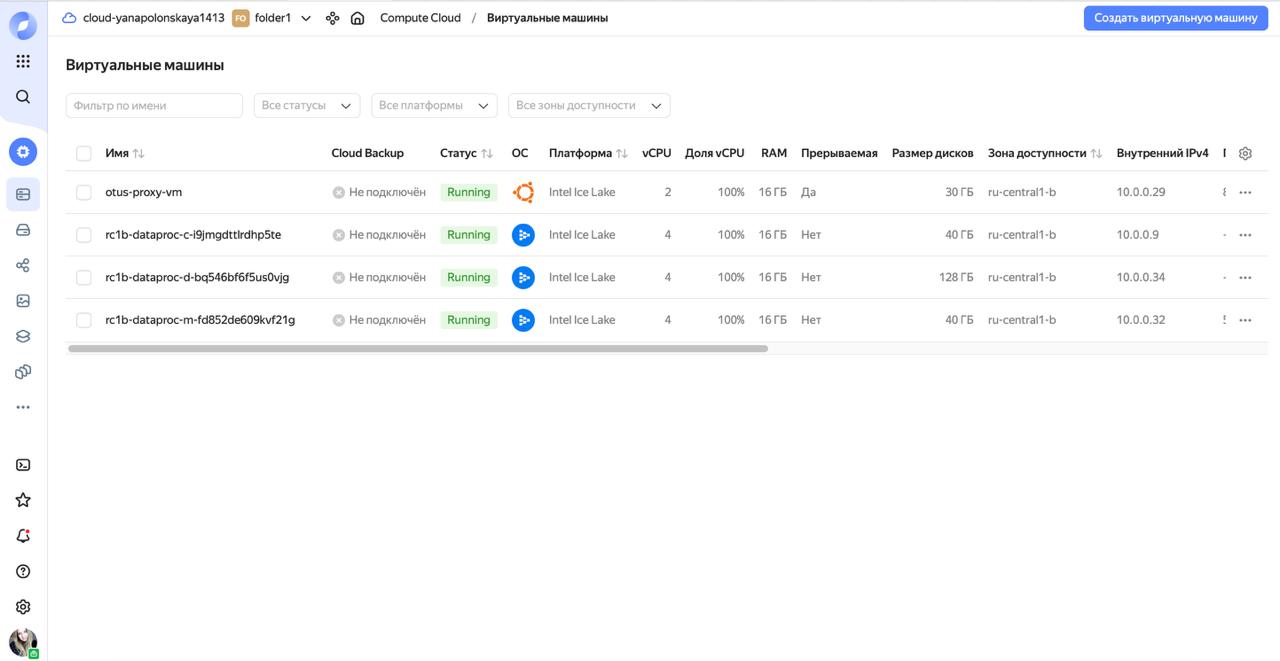 cloud-yanapolonskaya1413 FO folder1 Compute Cloud / Виртуальные машины Создать виртуальную машину
Виртуальные машины
Фильтр по имени Все статусы Все платформы Все зоны доступности
Имя Cloud Backup Статус ОС Платформа vCPU Доля vCPU RAM Прерываемая Размер дисков Зона доступности Внутренний IPv4
otus-proxy-vm Не подключён Running Intel Ice Lake 2 100% 16 ГБ Да 30 ГБ ru-central1-b 10.0.0.29
rc1b-dataproc-c-i9jmgdttlrdhp5te Не подключён Running Intel Ice Lake 4 100% 16 ГБ Нет 40 ГБ ru-central1-b 10.0.0.9 -
rc1b-dataproc-d-bq546bf6f5us0vjg Не подключён Running Intel Ice Lake 4 100% 16 ГБ Нет 128 ГБ ru-central1-b 10.0.0.34 -
rc1b-dataproc-m-fd852de609kvf21g Не подключён Running Intel Ice Lake 4 100% 16 ГБ Нет 40 ГБ ru-central1-b 10.0.0.32